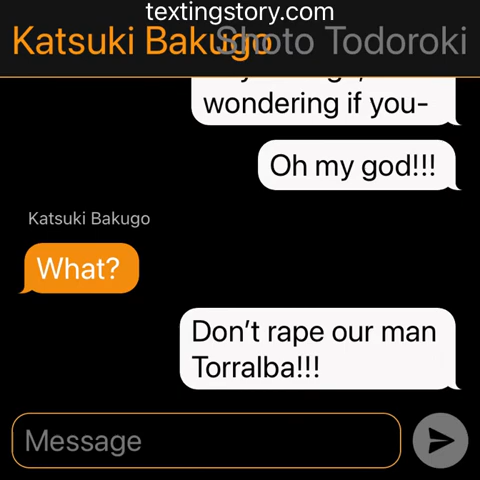 textingstory.com
Katsuki Bakugo Shoto Todoroki
wondering if you-
Oh my god!!!
Katsuki Bakugo
What?
Don’t rape our man
Torralba!!!
Message